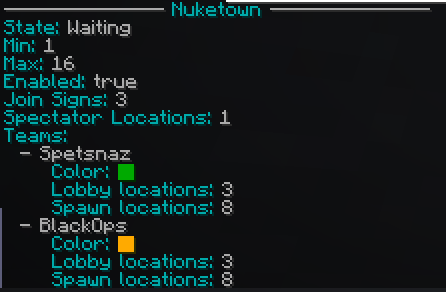 Nuketown
State: Waiting
Min: 1
Max: 16
Enabled: true
Join Signs: 3
Spectator Locations: 1
Teams:
- Spetsnaz
Color:
Lobby locations: 3
Spawn locations: 8
- BlackOps
Color:
Lobby locations: 3
Spawn locations: 8